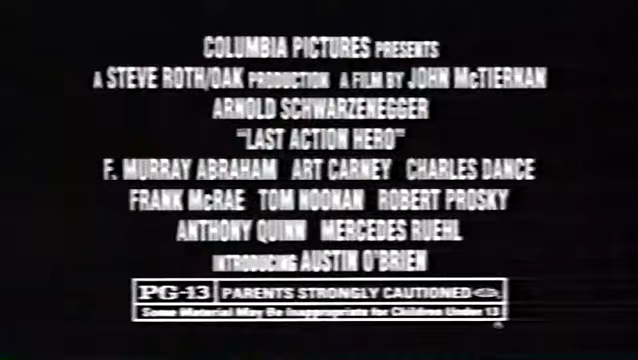 COLUMBIA PICTURES PRESENTS
A STEVE ROTH/OAK PRODUCTION A FILM BY JOHN McTIERNAN
ARNOLD SCHWARZENEGGER
"LAST ACTION HERO"
F. MURRAY ABRAHAM ART CARNEY CHARLES DANCE
FRANK McRAE TOM NOONAN ROBERT PROSKY
ANTHONY QUINN MERCEDES RUEHL
INTRODUCING AUSTIN O'BRIEN
PG-13 PARENTS STRONGLY CAUTIONED
Some Material May Be Inappropriate for Children Under 13